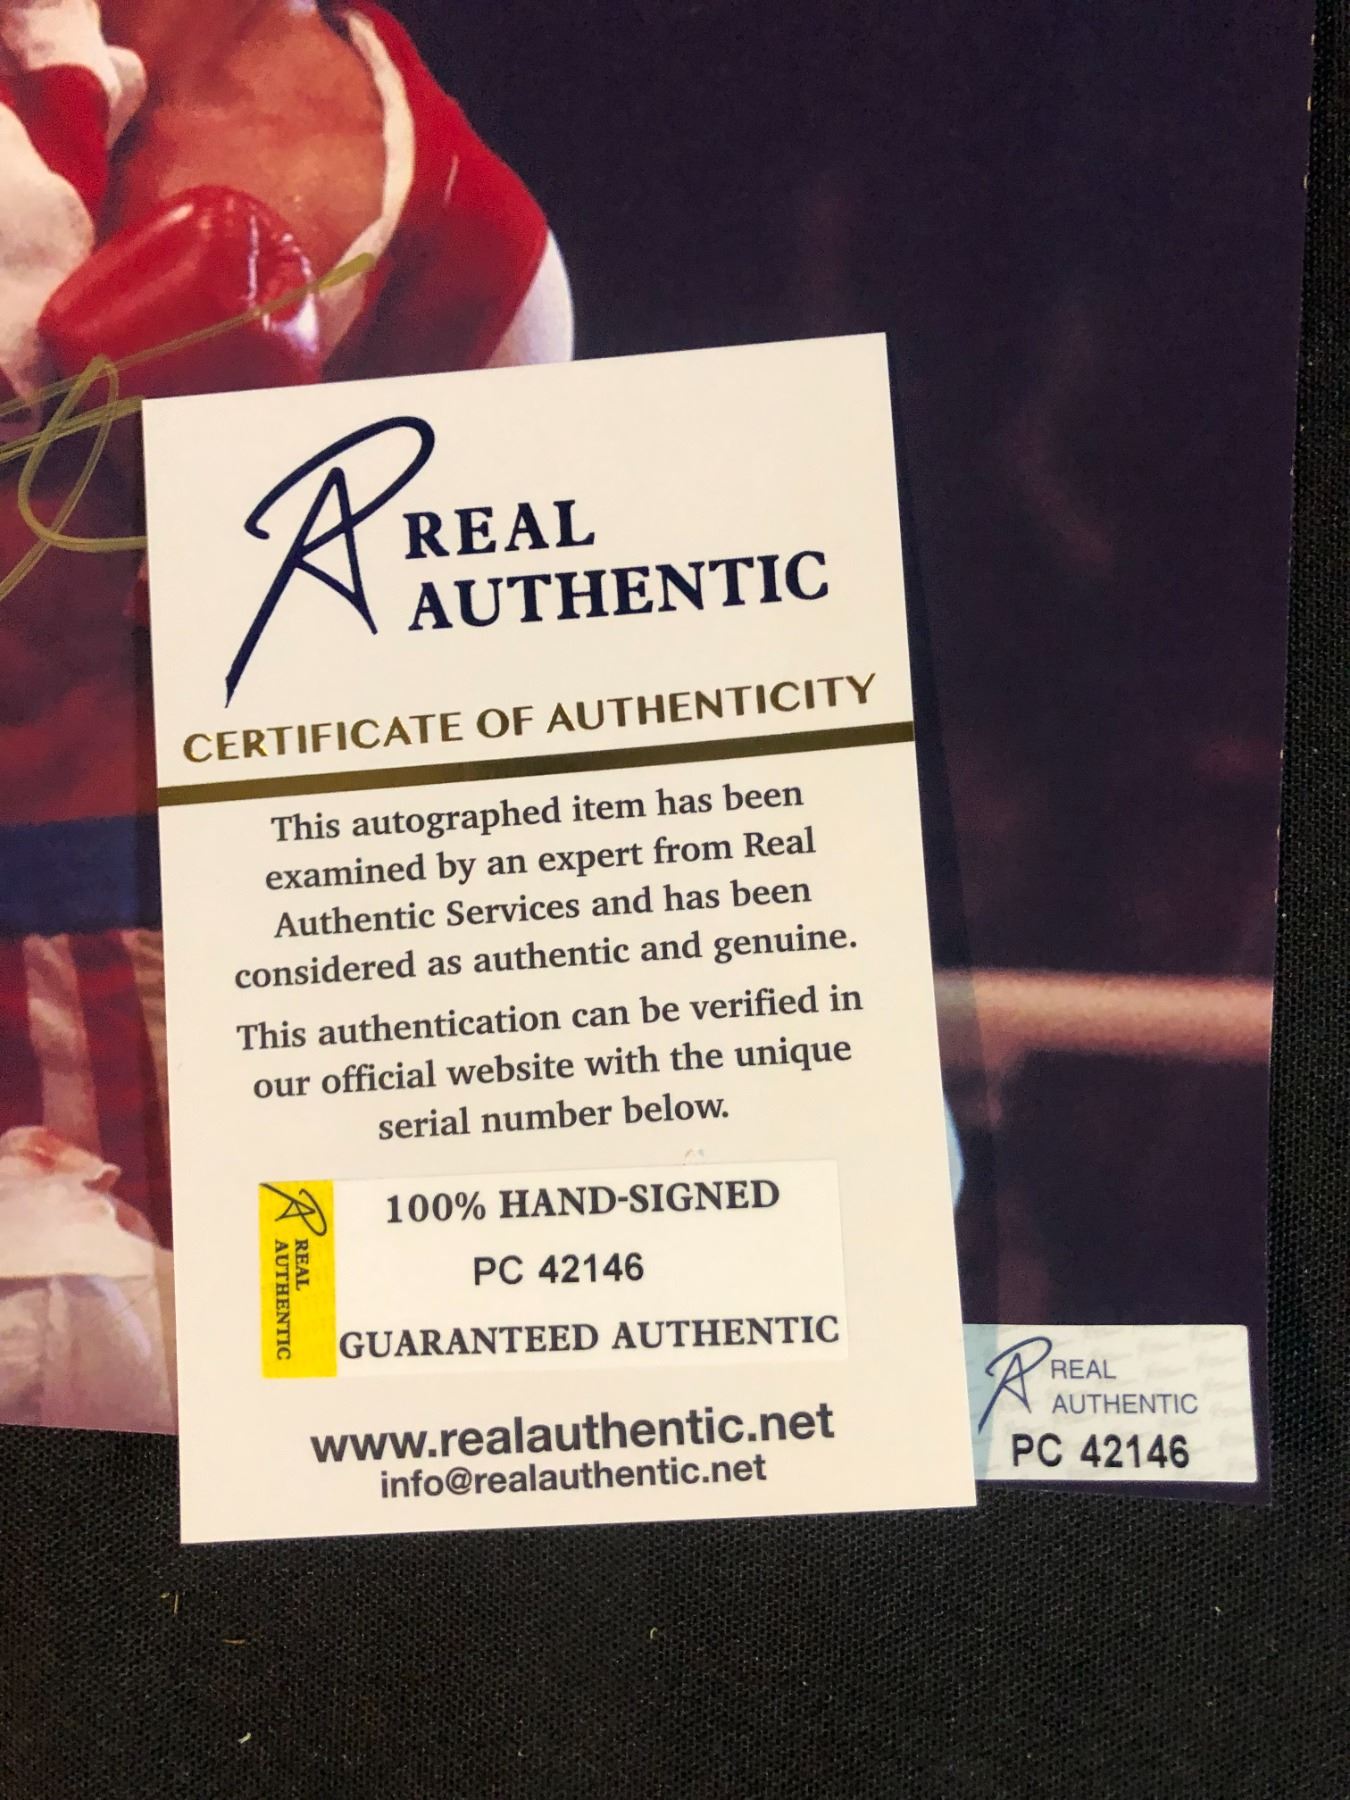 REAL
AUTHENTIC
CERTIFICATE OF AUTHENTICITY
This autographed item has been
examined by an expert from Real
Authentic Services and has been
considered as authentic and genuine.
This authentication can be verified in
our official website with the unique
serial number below.
REAL
AUTHENTIC
100% HAND-SIGNED
PC 42146
GUARANTEED AUTHENTIC
www.realauthentic.net
info@realauthentic.net
REAL
AUTHENTIC
PC 42146